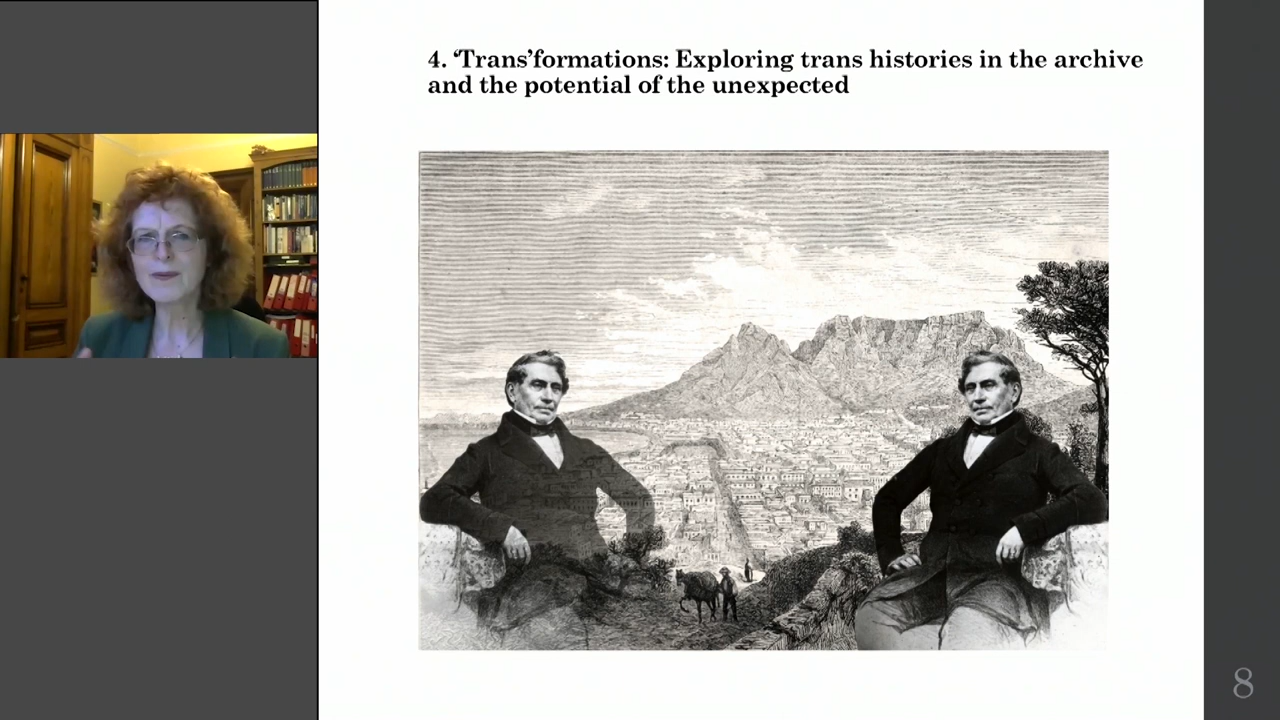 4. ‘Trans’formations: Exploring trans histories in the archive
and the potential of the unexpected
8